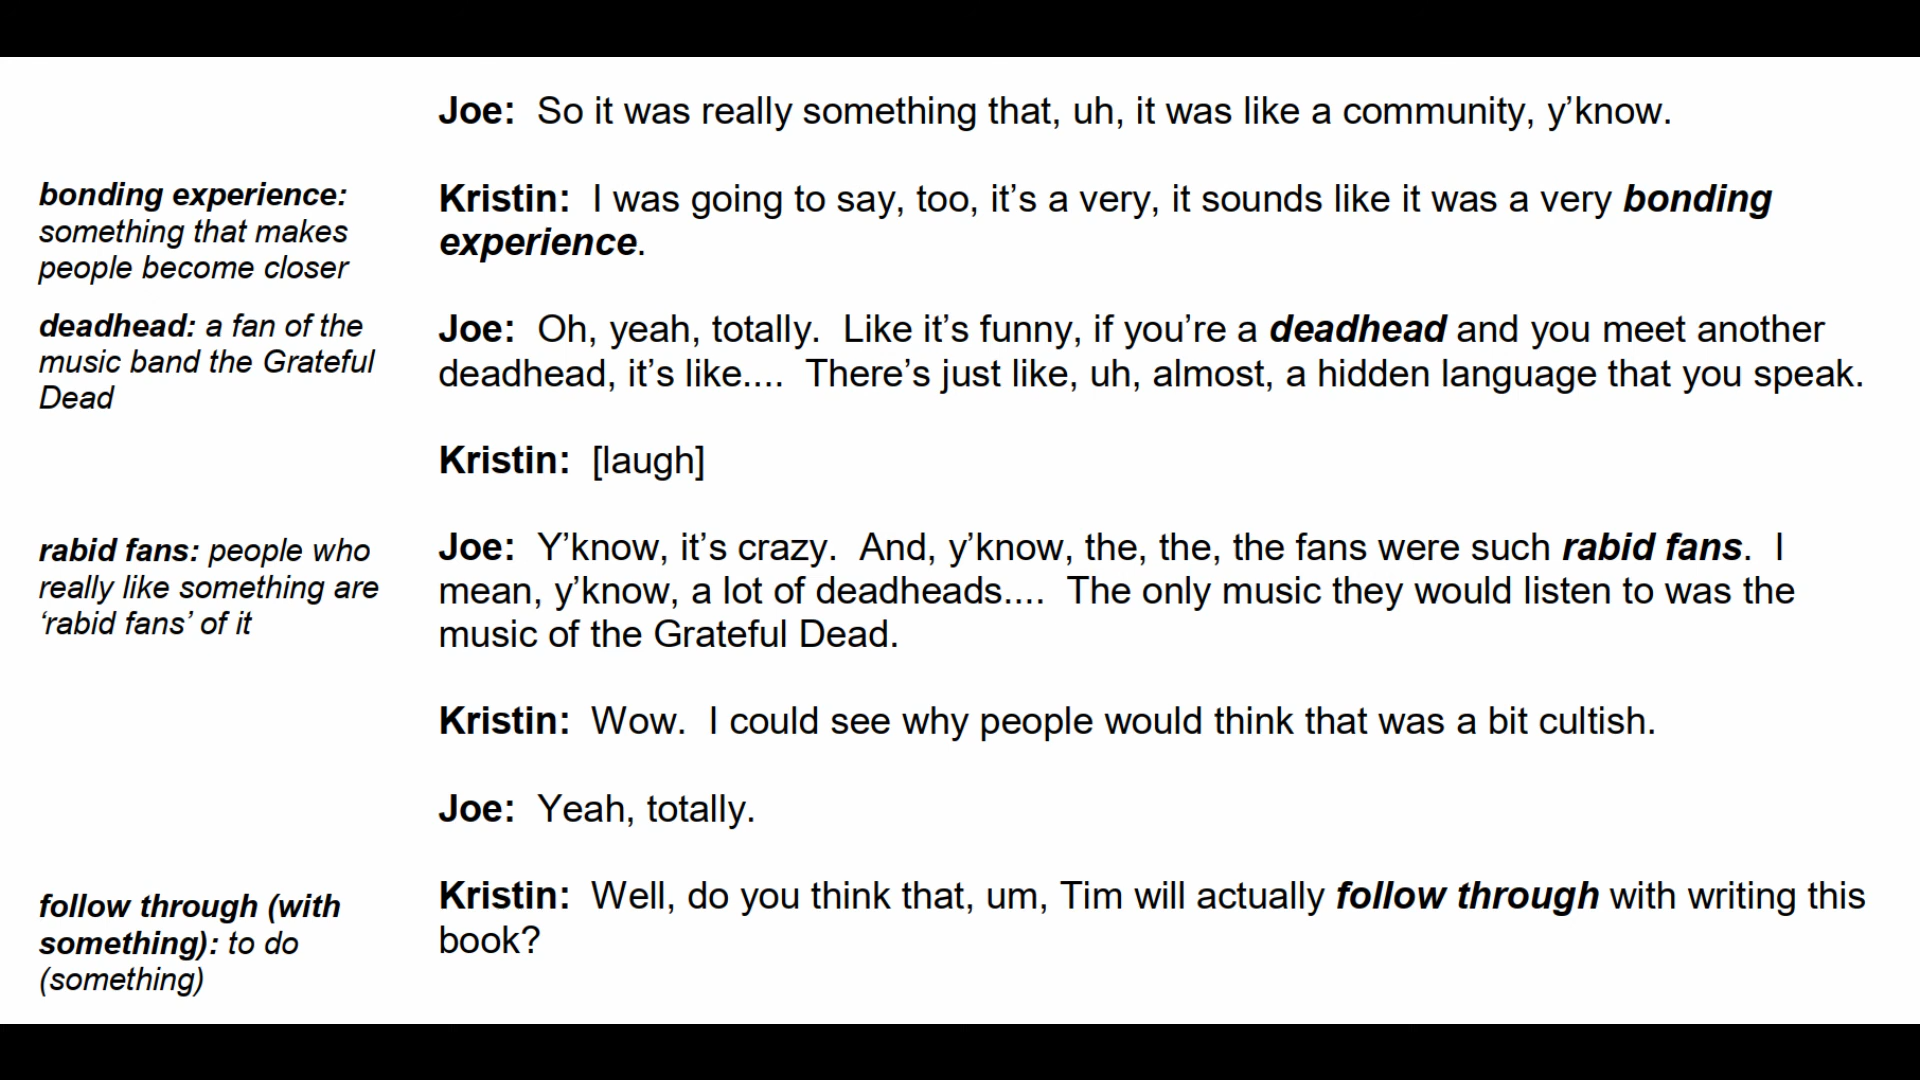 Joe:  So it was really something that, uh, it was like a community, y’know.
bonding experience:
something that makes
people become closer
Kristin:  I was going to say, too, it’s a very, it sounds like it was a very bonding
experience.
deadhead: a fan of the
music band the Grateful
Dead
Joe:  Oh, yeah, totally.  Like it’s funny, if you’re a deadhead and you meet another
deadhead, it’s like....  There’s just like, uh, almost, a hidden language that you speak.
Kristin:  [laugh]
rabid fans: people who
really like something are
‘rabid fans’ of it
Joe:  Y’know, it’s crazy.  And, y’know, the, the, the fans were such rabid fans.  I
mean, y’know, a lot of deadheads....  The only music they would listen to was the
music of the Grateful Dead.
Kristin:  Wow.  I could see why people would think that was a bit cultish.
Joe:  Yeah, totally.
follow through (with
something): to do
(something)
Kristin:  Well, do you think that, um, Tim will actually follow through with writing this
book?